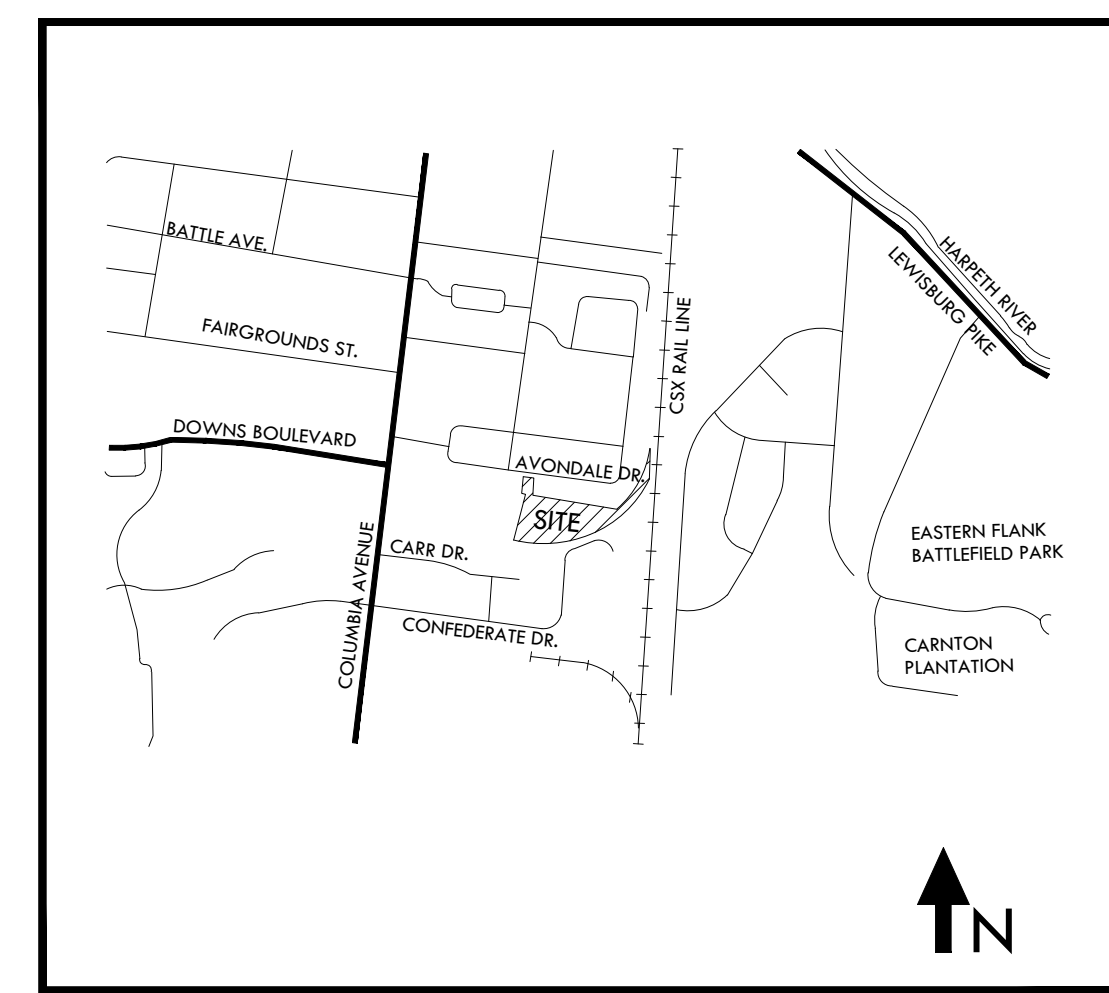 BATTLE AVE.
HARPETH RIVER
LEWISBURG PIKE
FAIRGROUNDS ST.
CSX RAIL LINE
DOWNS BOULEVARD
AVONDALE DR.
SITE
EASTERN FLANK
BATTLEFIELD PARK
CARR DR.
COLUMBIA AVENUE
CONFEDERATE DR.
CARNTON
PLANTATION
N